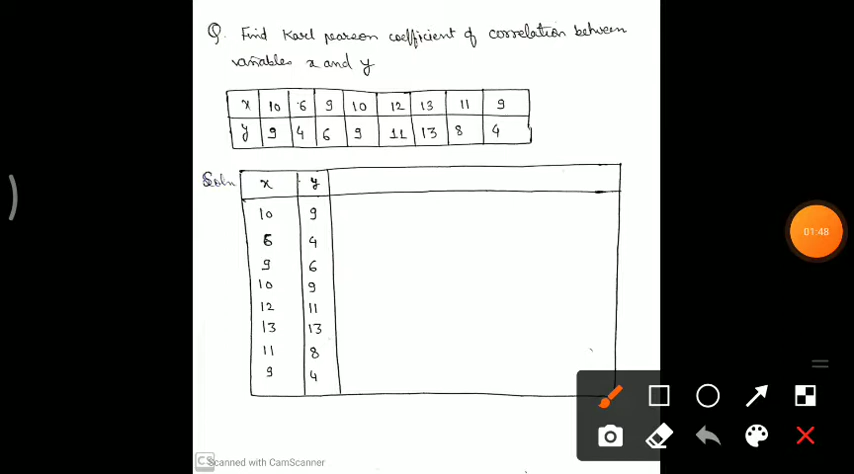 Q. Find Karl pearson coefficient of correlation between
variables x and y
x 10 6 9 10 12 13 11 9
y 9 4 6 9 11 13 8 4
Soln x y
10 9
6 4
9 6
10 9
12 11
13 13
11 8
9 4
01:48
CS Scanned with CamScanner